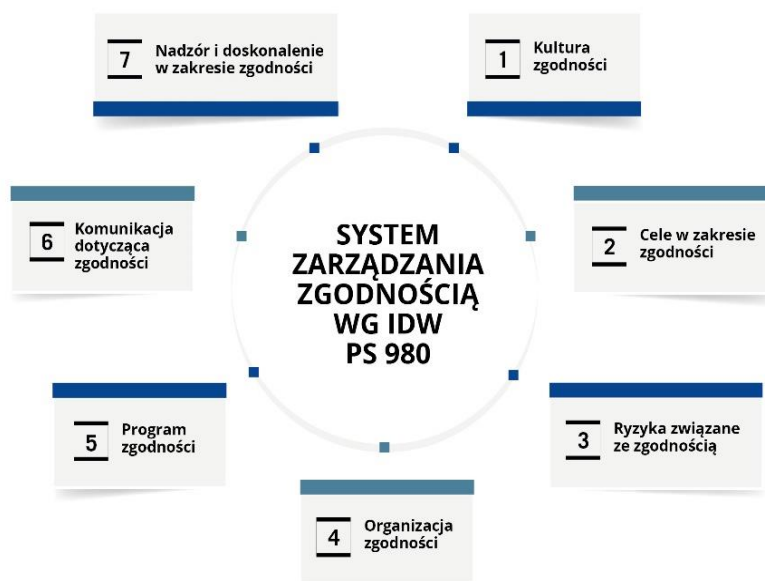 SYSTEM
ZARZĄDZANIA
ZGODNOŚCIĄ
WG IDW
PS 980
1
Kultura
zgodności
2
Cele w zakresie
zgodności
3
Ryzyka związane
ze zgodnością
4
Organizacja
zgodności
5
Program
zgodności
6
Komunikacja
dotycząca
zgodności
7
Nadzór i doskonalenie
w zakresie zgodności